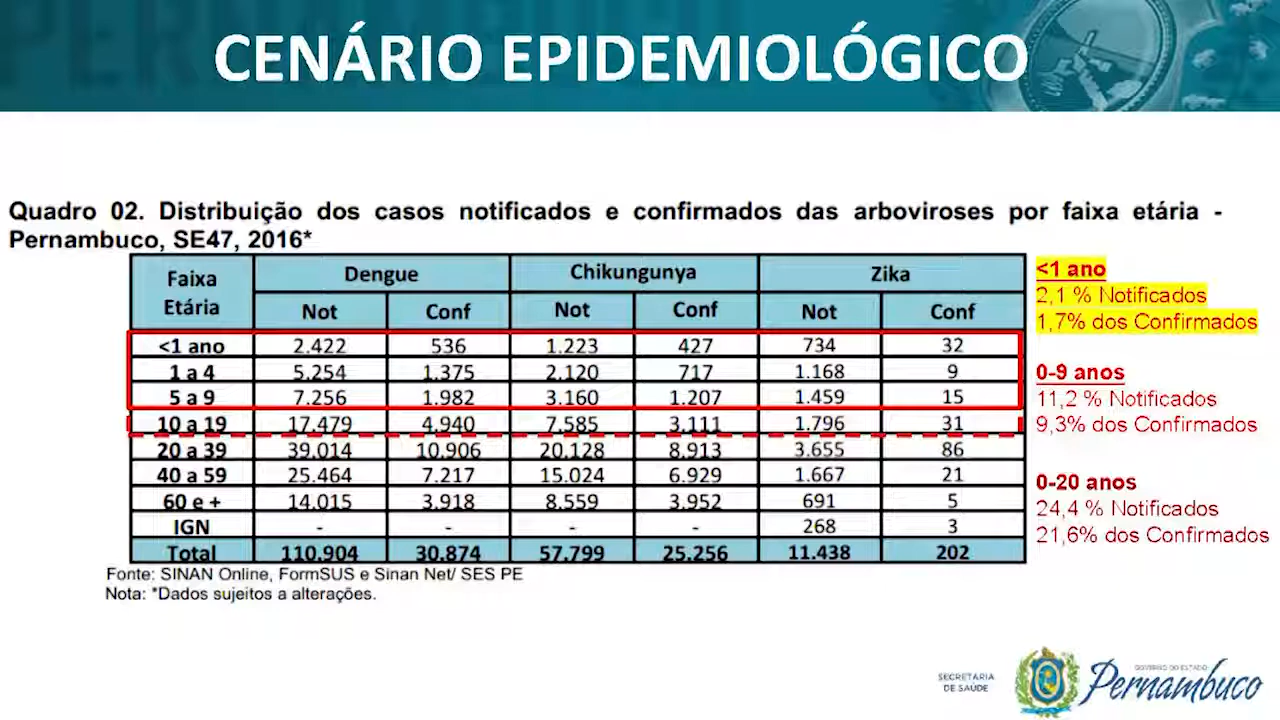 CENÁRIO EPIDEMIOLÓGICO
Quadro 02. Distribuição dos casos notificados e confirmados das arboviroses por faixa etária -
Pernambuco, SE47, 2016*
Faixa Etária Dengue Chikungunya Zika
Not Conf Not Conf Not Conf
<1 ano 2.422 536 1.223 427 734 32
1 a 4 5.254 1.375 2.120 717 1.168 9
5 a 9 7.256 1.982 3.160 1.207 1.459 15
10 a 19 17.479 4.940 7.585 3.111 1.796 31
20 a 39 39.014 10.906 20.128 8.913 3.655 86
40 a 59 25.464 7.217 15.024 6.929 1.667 21
60 e + 14.015 3.918 8.559 3.952 691 5
IGN - - - - 268 3
Total 110.904 30.874 57.799 25.256 11.438 202
Fonte: SINAN Online, FormSUS e Sinan Net/ SES PE
Nota: *Dados sujeitos a alterações.
<1 ano
2,1 % Notificados
1,7% dos Confirmados
0-9 anos
11,2 % Notificados
9,3% dos Confirmados
0-20 anos
24,4 % Notificados
21,6% dos Confirmados
SECRETARIA
DE SAÚDE
GOVERNO DO ESTADO
Pernambuco